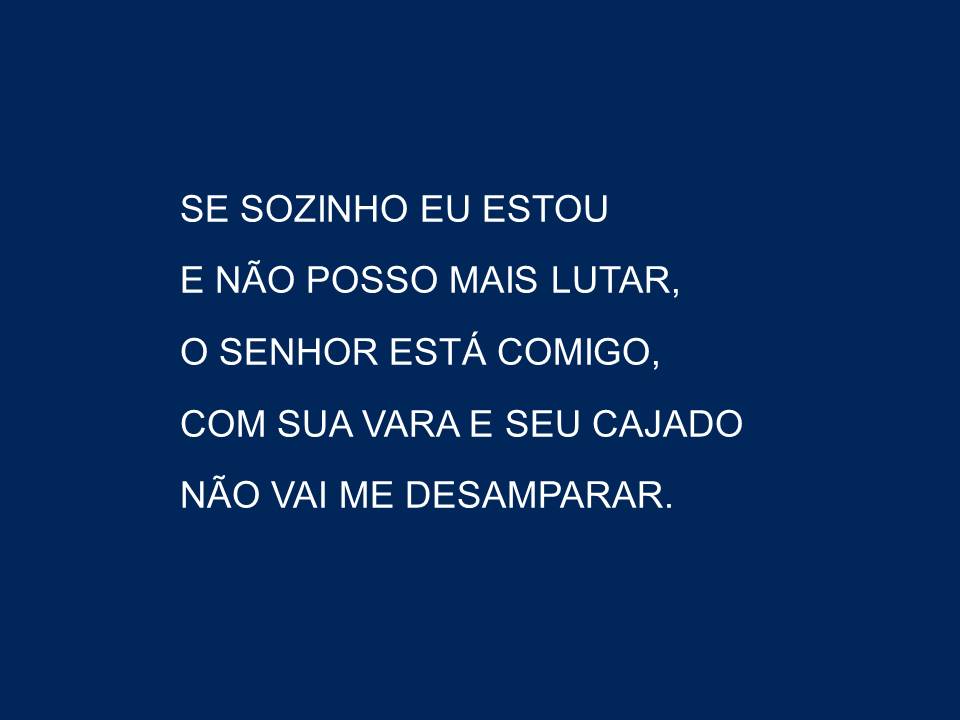 SE SOZINHO EU ESTOU
E NÃO POSSO MAIS LUTAR,
O SENHOR ESTÁ COMIGO,
COM SUA VARA E SEU CAJADO
NÃO VAI ME DESAMPARAR.